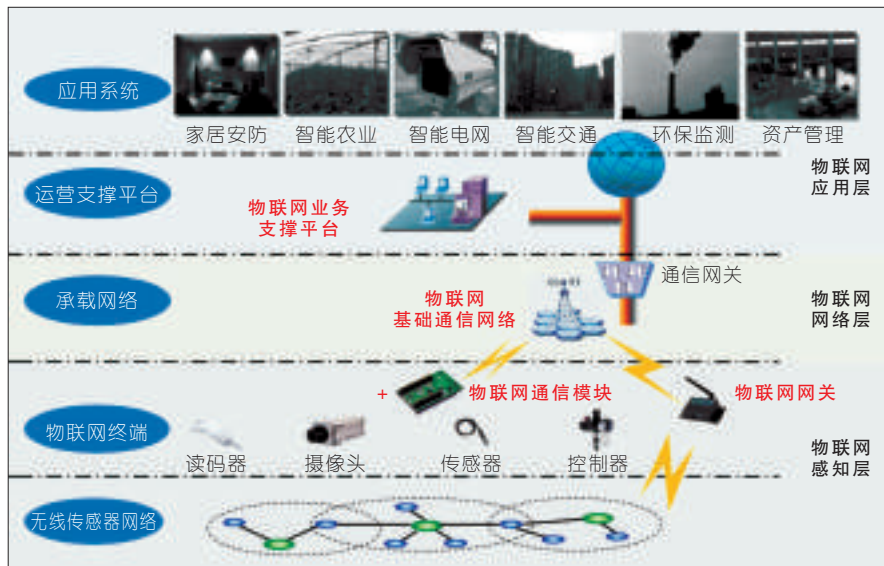 应用系统
家居安防 智能农业 智能电网 智能交通 环保监测 资产管理
物联网
应用层
运营支撑平台
物联网业务
支撑平台
通信网关
承载网络
物联网
基础通信网络
物联网
网络层
+
物联网通信模块
物联网网关
物联网终端
读码器 摄像头 传感器 控制器
物联网
感知层
无线传感器网络